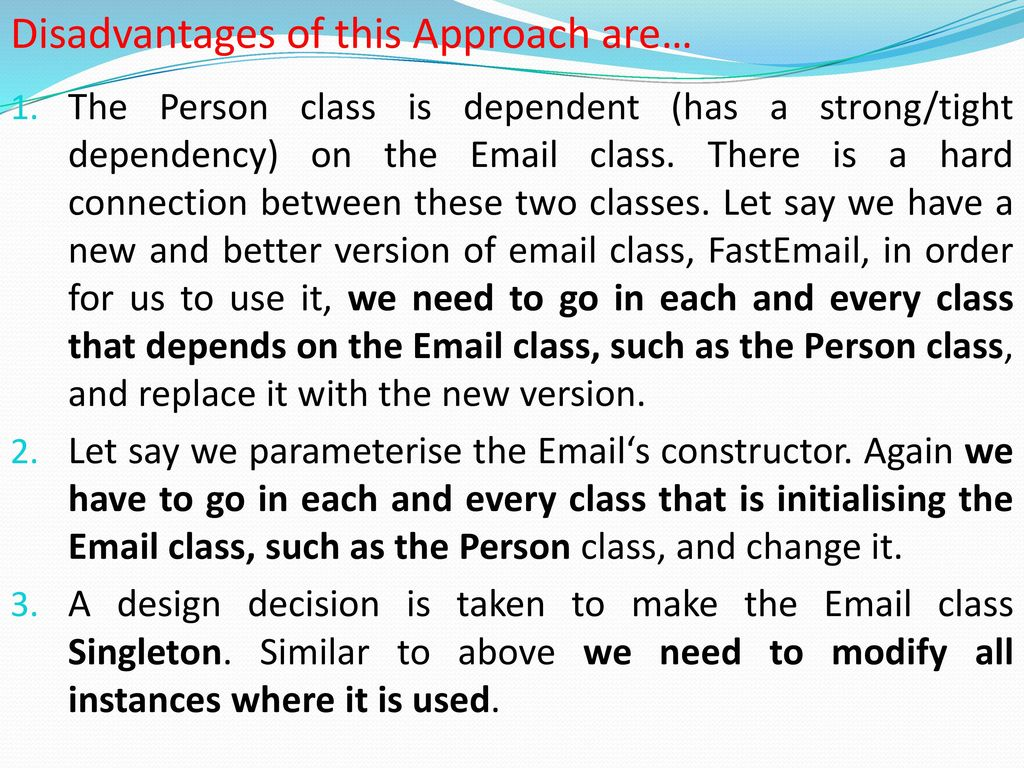 Disadvantages of this Approach are…
1. The Person class is dependent (has a strong/tight
dependency) on the Email class. There is a hard
connection between these two classes. Let say we have a
new and better version of email class, FastEmail, in order
for us to use it, we need to go in each and every class
that depends on the Email class, such as the Person class,
and replace it with the new version.
2. Let say we parameterise the Email‘s constructor. Again we
have to go in each and every class that is initialising the
Email class, such as the Person class, and change it.
3. A design decision is taken to make the Email class
Singleton. Similar to above we need to modify all
instances where it is used.